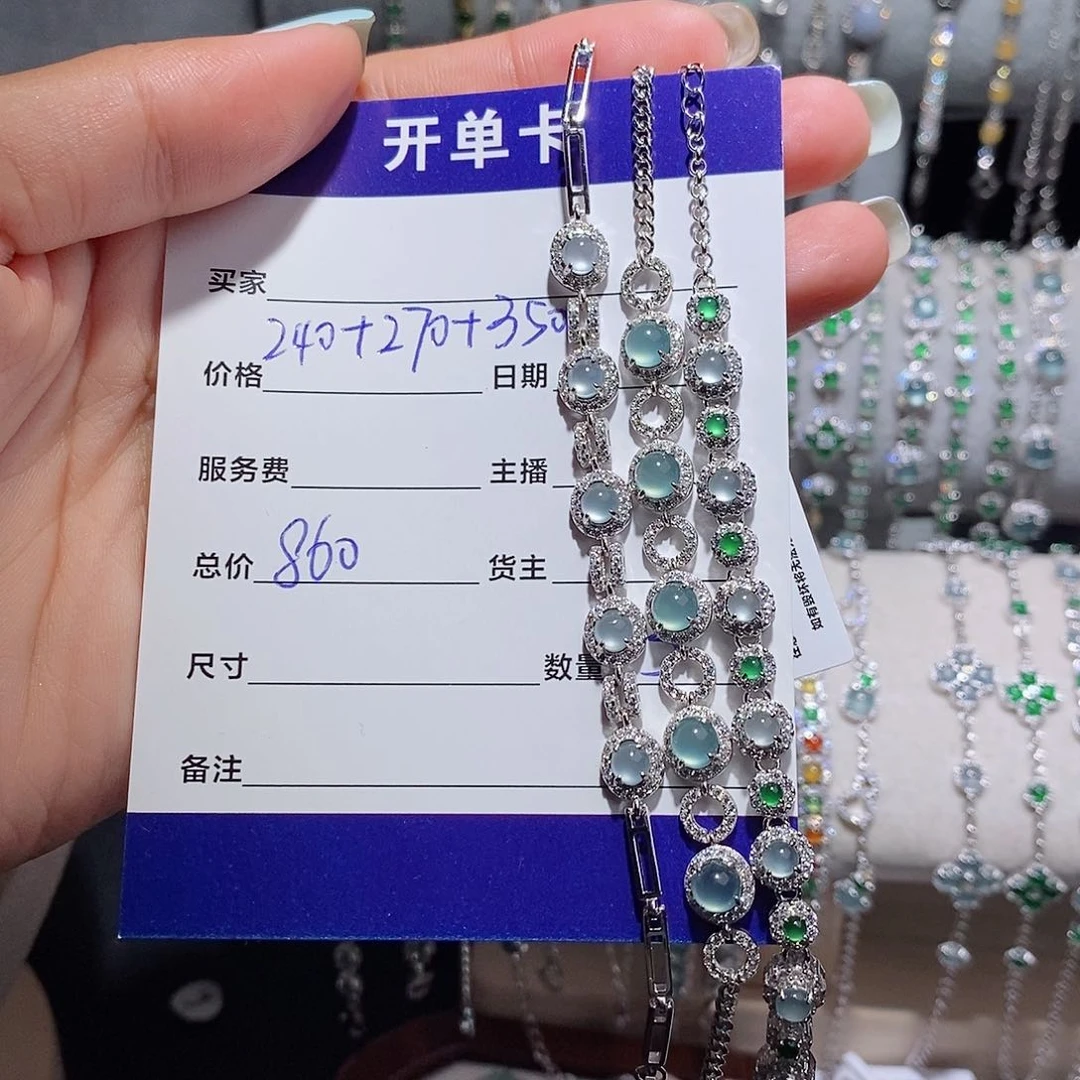 开单卡
买家
240+270+350
价格 日期
服务费 主播
总价 860 货主
尺寸 数量
备注